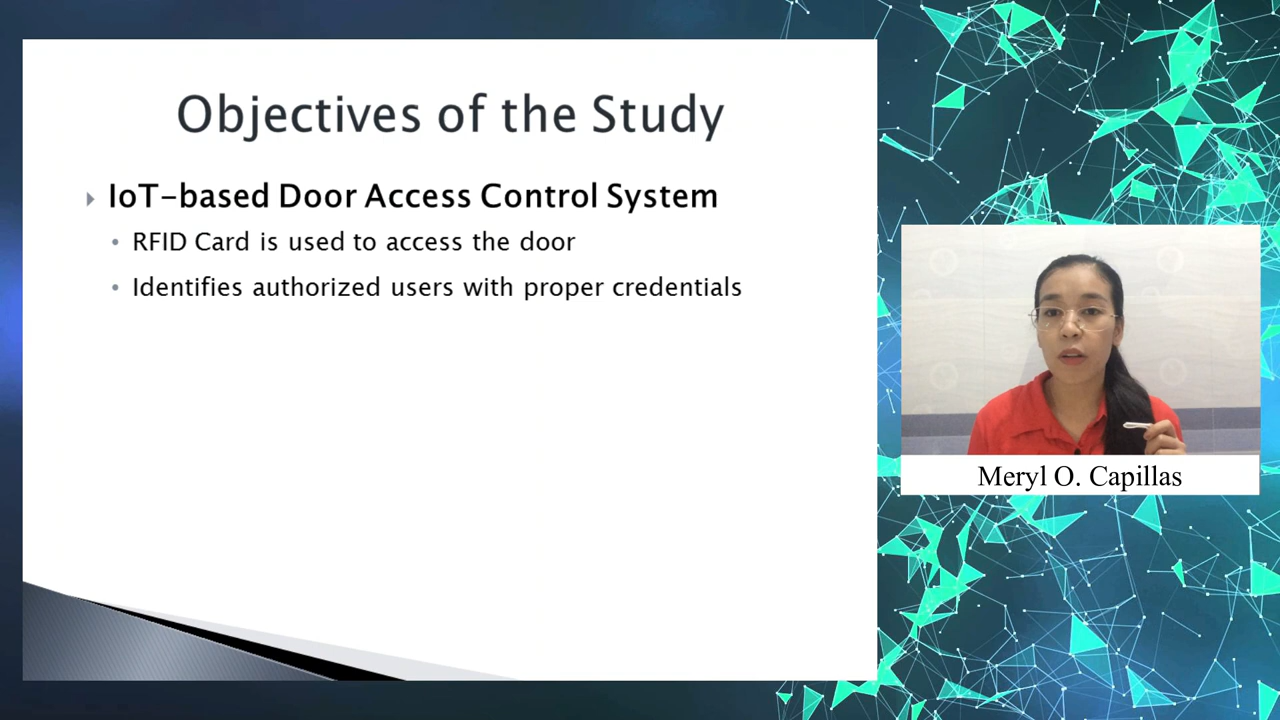 Objectives of the Study
IoT-based Door Access Control System
RFID Card is used to access the door
Identifies authorized users with proper credentials
Meryl O. Capillas